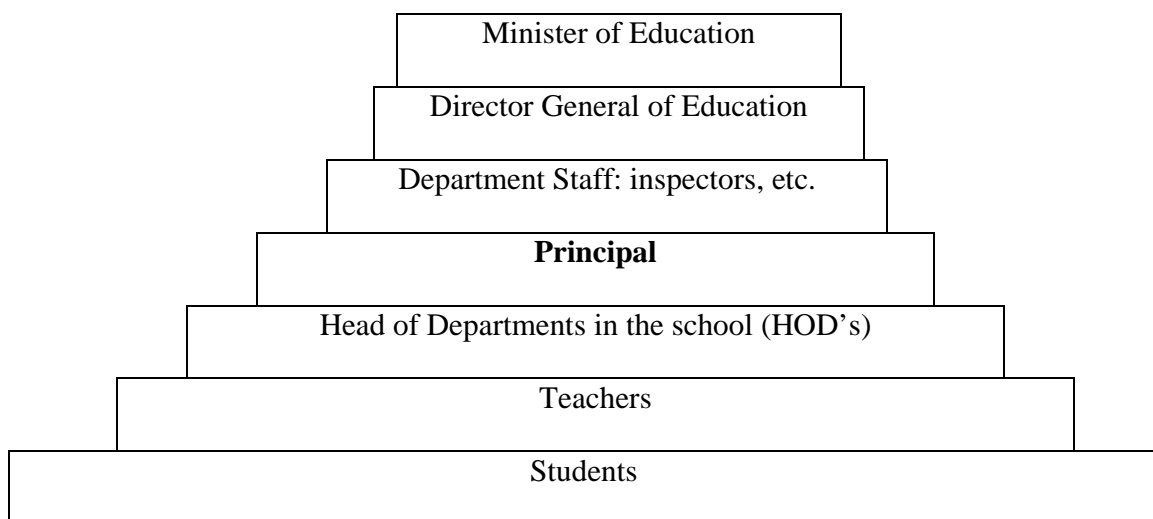 Minister of Education
Director General of Education
Department Staff: inspectors, etc.
Principal
Head of Departments in the school (HOD’s)
Teachers
Students